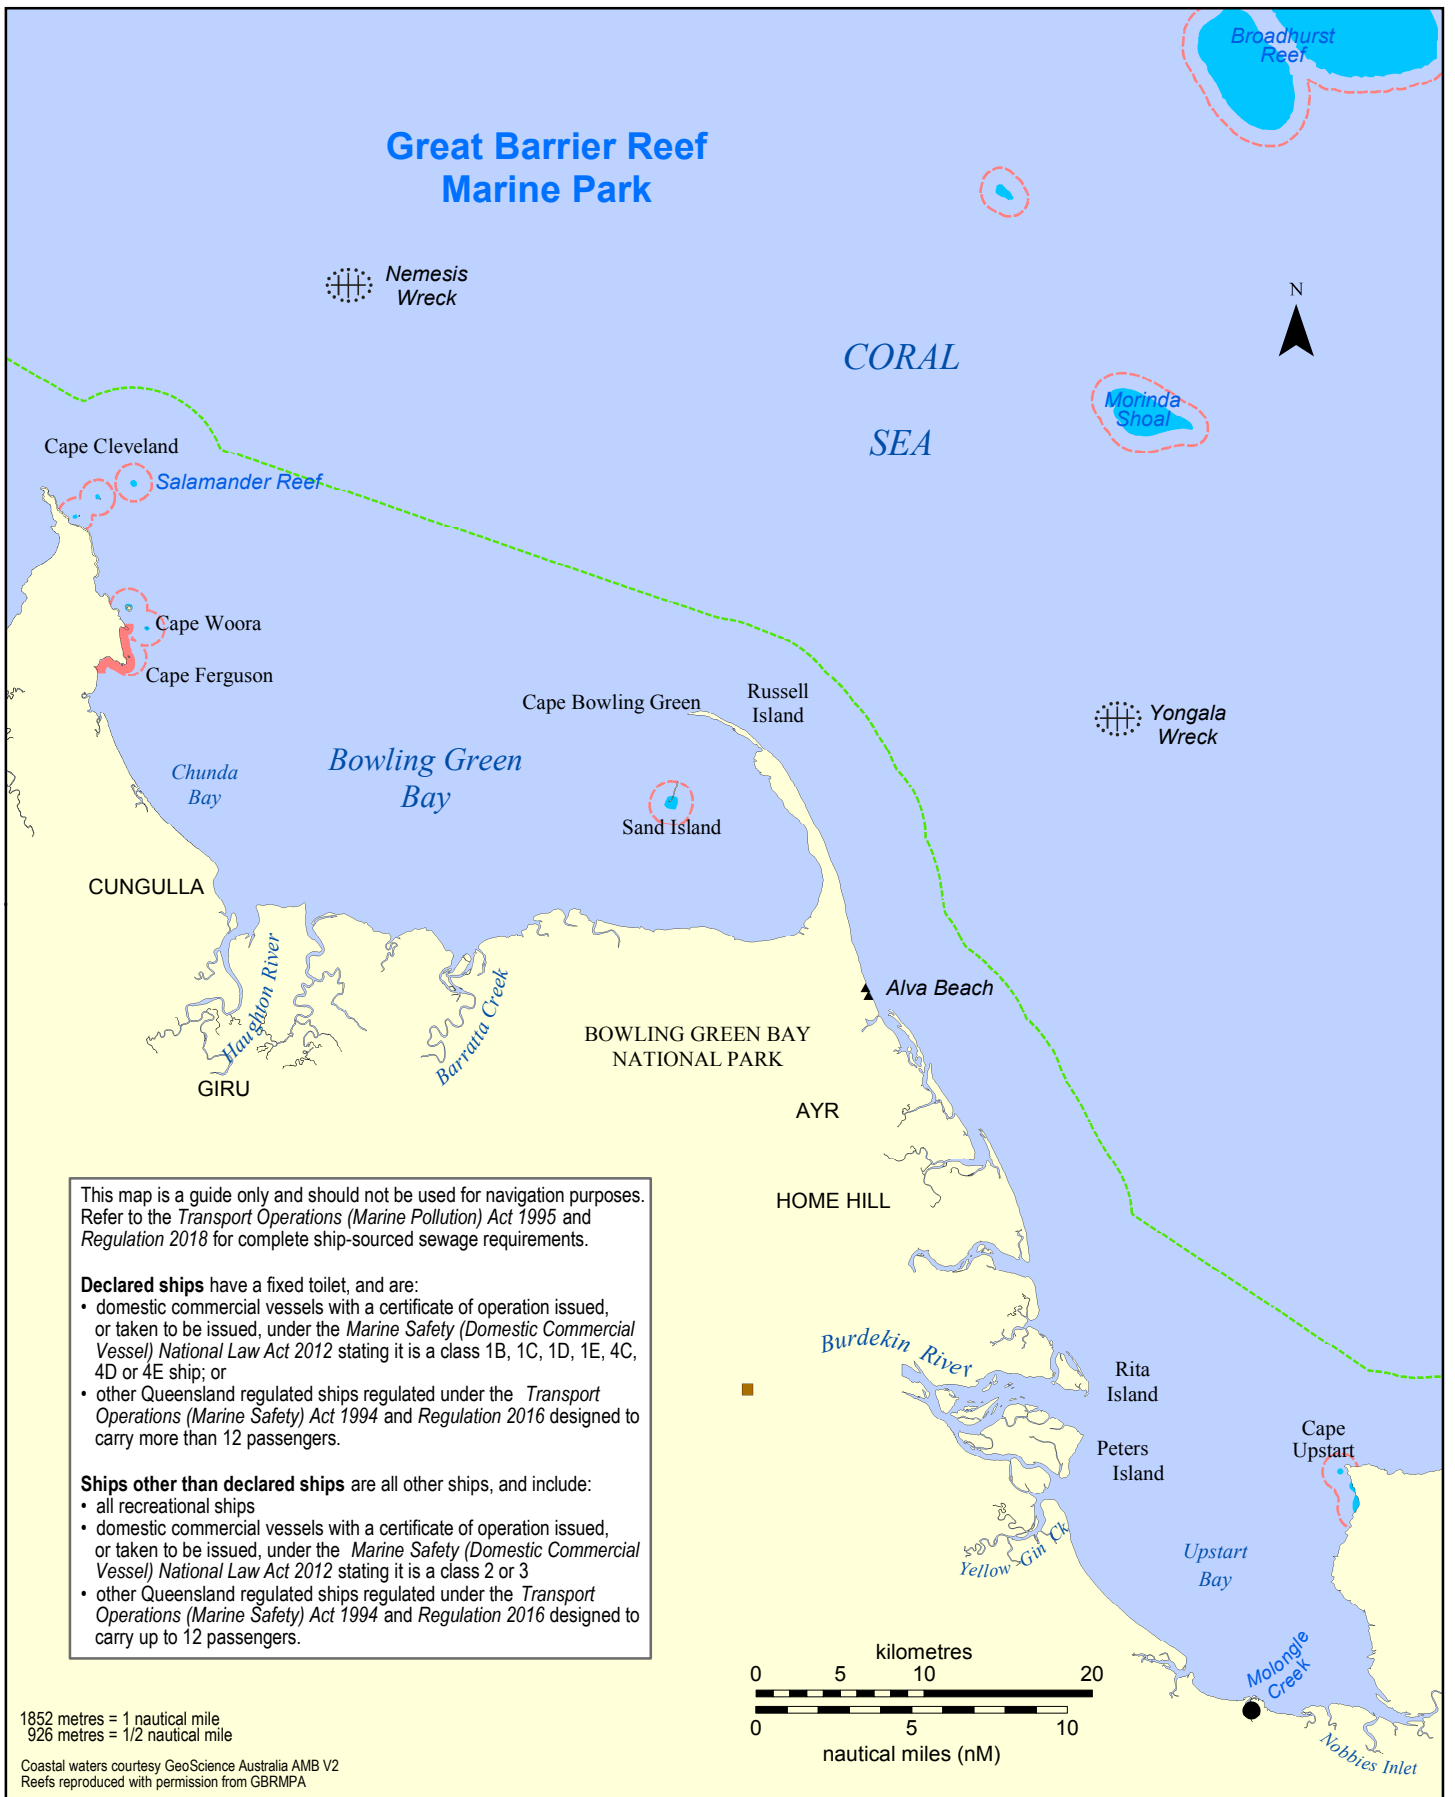 Broadhurst
Reef
Great Barrier Reef
Marine Park
Nemesis
Wreck
N
CORAL
SEA
Morinda
Shoal
Cape Cleveland
Salamander Reef
Cape Woora
Cape Ferguson
Cape Bowling Green
Russell
Island
Yongala
Wreck
Bowling Green
Bay
Chunda
Bay
Sand Island
CUNGULLA
Haughton River
Barratta Creek
Alva Beach
BOWLING GREEN BAY
NATIONAL PARK
GIRU
AYR
HOME HILL
This map is a guide only and should not be used for navigation purposes.
Refer to the Transport Operations (Marine Pollution) Act 1995 and
Regulation 2018 for complete ship-sourced sewage requirements.
Declared ships have a fixed toilet, and are:
• domestic commercial vessels with a certificate of operation issued,
or taken to be issued, under the Marine Safety (Domestic Commercial
Vessel) National Law Act 2012 stating it is a class 1B, 1C, 1D, 1E, 4C,
4D or 4E ship; or
• other Queensland regulated ships regulated under the Transport
Operations (Marine Safety) Act 1994 and Regulation 2016 designed to
carry more than 12 passengers.
Ships other than declared ships are all other ships, and include:
• all recreational ships
• domestic commercial vessels with a certificate of operation issued,
or taken to be issued, under the Marine Safety (Domestic Commercial
Vessel) National Law Act 2012 stating it is a class 2 or 3
• other Queensland regulated ships regulated under the Transport
Operations (Marine Safety) Act 1994 and Regulation 2016 designed to
carry up to 12 passengers.
Burdekin River
Rita
Island
Peters
Island
Cape
Upstart
Yellow Gin Ck
Upstart
Bay
Molongle
Creek
Nobbies Inlet
kilometres
0 5 10 20
0 5 10
nautical miles (nM)
1852 metres = 1 nautical mile
926 metres = 1/2 nautical mile
Coastal waters courtesy GeoScience Australia AMB V2
Reefs reproduced with permission from GBRMPA